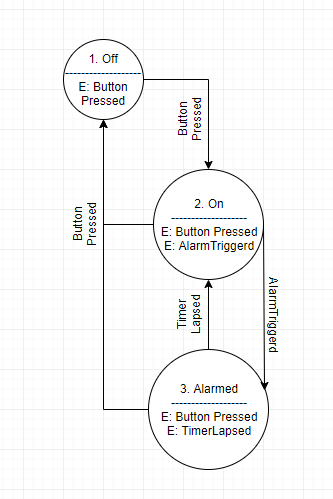 1. Off
--------------------
E: Button
Pressed
Button
Pressed
2. On
--------------------
E: Button Pressed
E: AlarmTriggerd
Button
Pressed
AlarmTriggerd
Timer
Lapsed
3. Alarmed
--------------------
E: Button Pressed
E: TimerLapsed